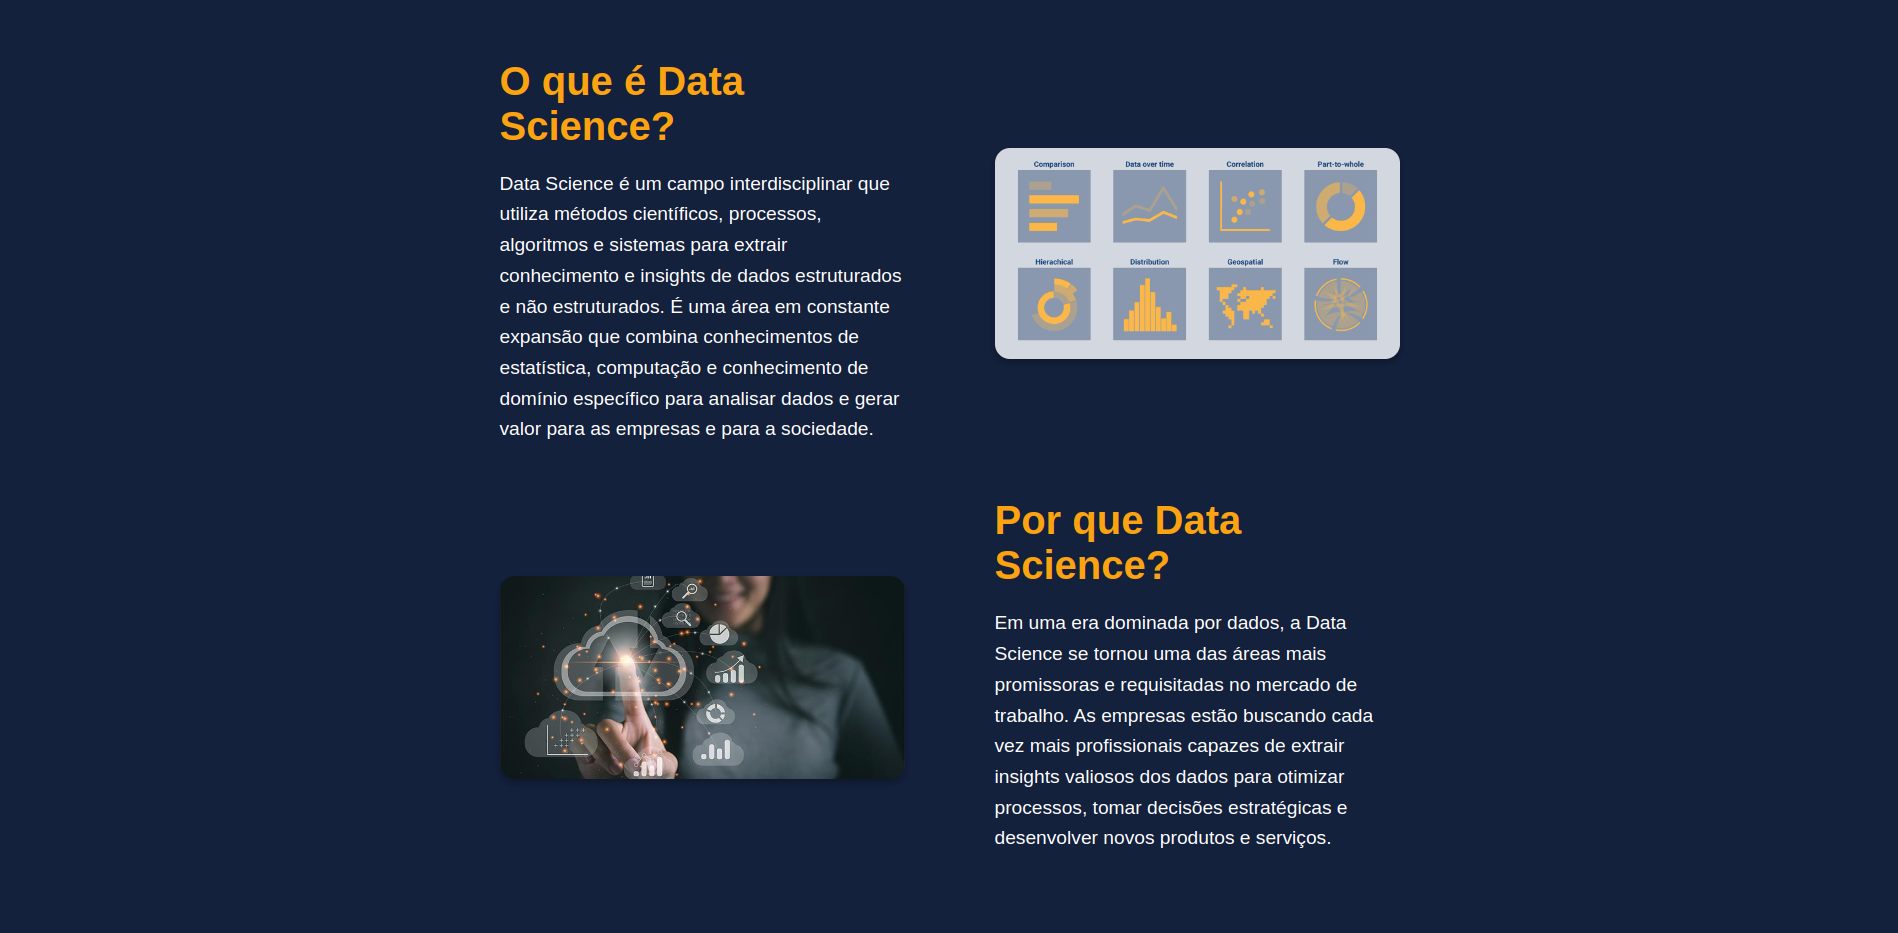 O que é Data
Science?
Data Science é um campo interdisciplinar que
utiliza métodos científicos, processos,
algoritmos e sistemas para extrair
conhecimento e insights de dados estruturados
e não estruturados. É uma área em constante
expansão que combina conhecimentos de
estatística, computação e conhecimento de
domínio específico para analisar dados e gerar
valor para as empresas e para a sociedade.
Comparison
Data over time
Correlation
Part-to-whole
Hierachical
Distribution
Geospatial
Flow
Por que Data
Science?
Em uma era dominada por dados, a Data
Science se tornou uma das áreas mais
promissoras e requisitadas no mercado de
trabalho. As empresas estão buscando cada
vez mais profissionais capazes de extrair
insights valiosos dos dados para otimizar
processos, tomar decisões estratégicas e
desenvolver novos produtos e serviços.